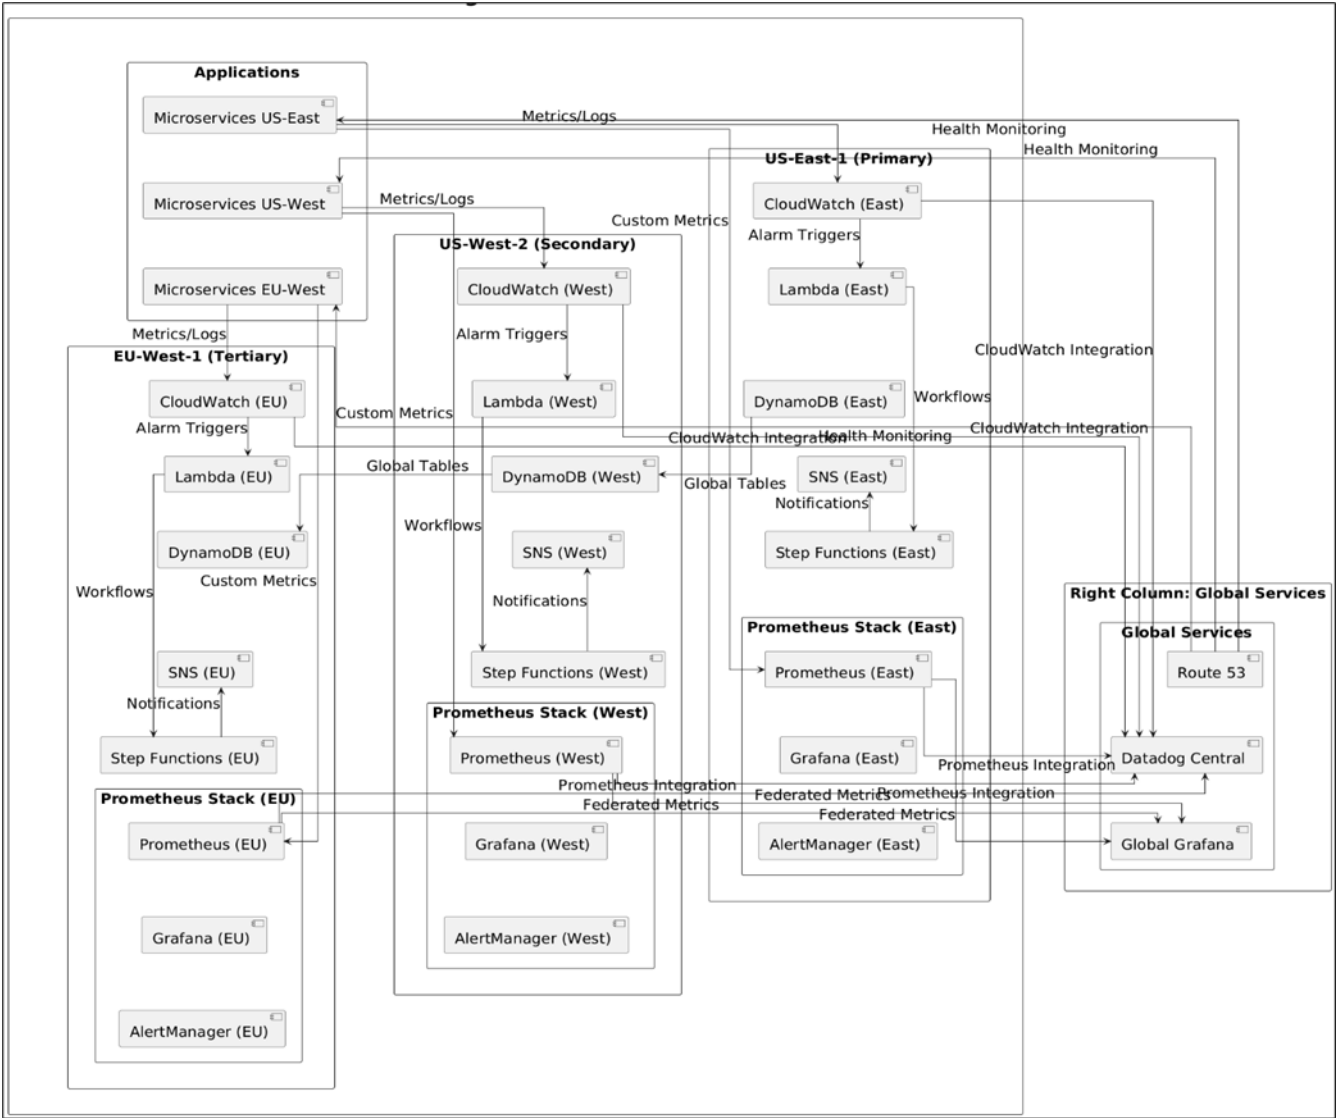 Applications
Microservices US-East
Metrics/Logs
Health Monitoring
Health Monitoring
US-East-1 (Primary)
Microservices US-West
Metrics/Logs
CloudWatch (East)
Custom Metrics
Alarm Triggers
US-West-2 (Secondary)
Microservices EU-West
CloudWatch (West)
Lambda (East)
Metrics/Logs
Alarm Triggers
CloudWatch Integration
EU-West-1 (Tertiary)
CloudWatch (EU)
Lambda (West)
DynamoDB (East)
Workflows
Custom Metrics
Alarm Triggers
CloudWatch Integration
Health Monitoring
CloudWatch Integration
Global Tables
Lambda (EU)
DynamoDB (West)
SNS (East)
Global Tables
Notifications
Workflows
DynamoDB (EU)
SNS (West)
Step Functions (East)
Custom Metrics
Workflows
Notifications
Right Column: Global Services
Prometheus Stack (East)
Global Services
SNS (EU)
Step Functions (West)
Prometheus (East)
Route 53
Notifications
Prometheus Stack (West)
Step Functions (EU)
Prometheus (West)
Grafana (East)
Datadog Central
Prometheus Integration
Prometheus Integration
Prometheus Stack (EU)
Federated Metrics
Prometheus Integration
Federated Metrics
Federated Metrics
Prometheus (EU)
Grafana (West)
AlertManager (East)
Global Grafana
Grafana (EU)
AlertManager (West)
AlertManager (EU)